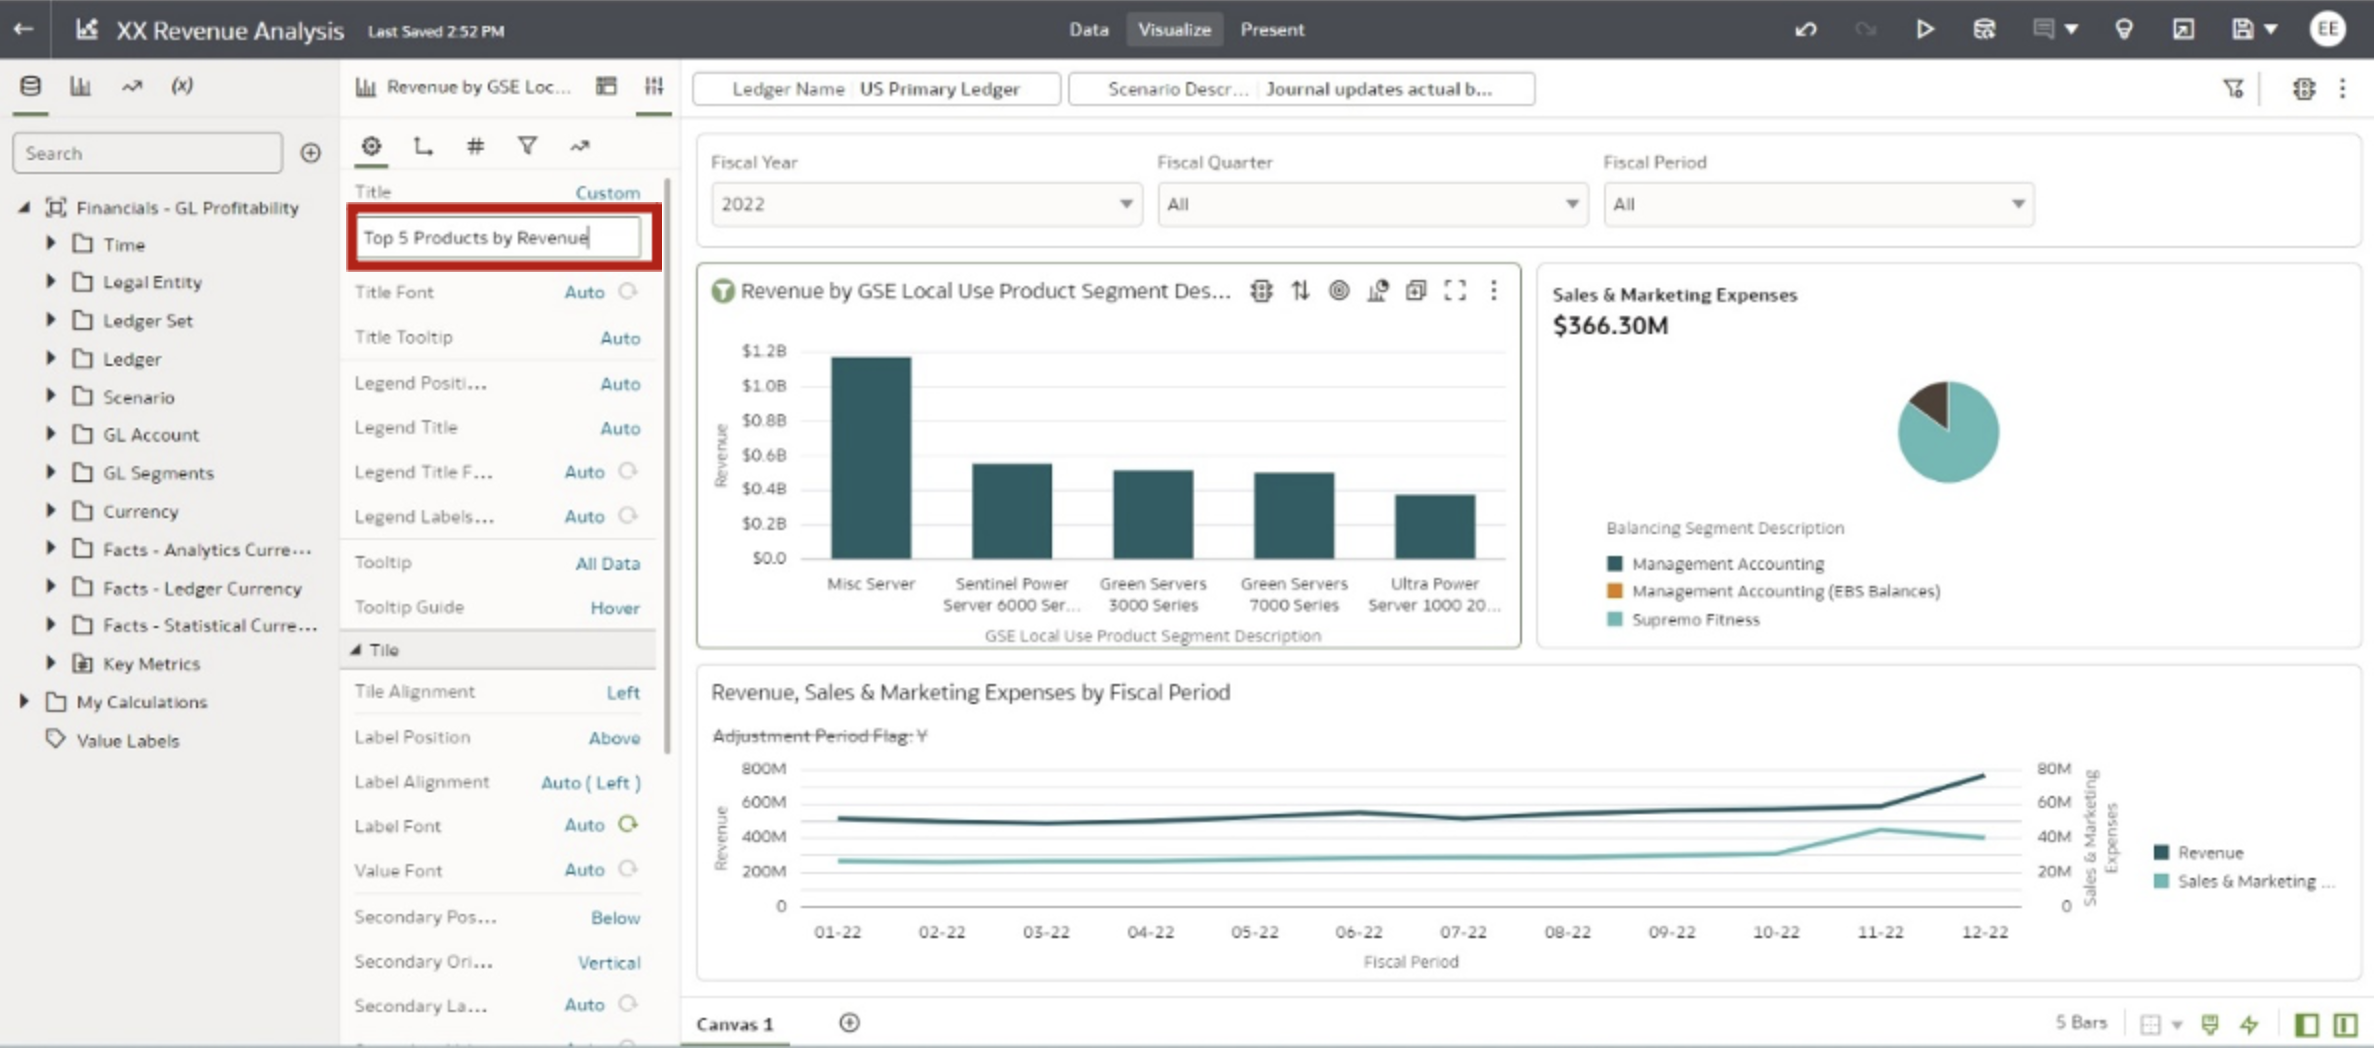 XX Revenue Analysis
Last Saved 2:52 PM
Data
Visualize
Present
EE
(x)
Search
Financials - GL Profitability
Time
Legal Entity
Ledger Set
Ledger
Scenario
GL Account
GL Segments
Currency
Facts - Analytics Curre...
Facts - Ledger Currency
Facts - Statistical Curre...
Key Metrics
My Calculations
Value Labels
Revenue by GSE Loc...
#
Title Custom
Top 5 Products by Revenue
Title Font Auto
Title Tooltip Auto
Legend Positi... Auto
Legend Title Auto
Legend Title F... Auto
Legend Labels... Auto
Tooltip All Data
Tooltip Guide Hover
Tile
Tile Alignment Left
Label Position Above
Label Alignment Auto ( Left )
Label Font Auto
Value Font Auto
Secondary Pos... Below
Secondary Ori... Vertical
Secondary La... Auto
Ledger Name US Primary Ledger
Scenario Descr... Journal updates actual b...
Fiscal Year
2022
Fiscal Quarter
All
Fiscal Period
All
Revenue by GSE Local Use Product Segment Des...
Revenue
$1.2B
$1.0B
$0.8B
$0.6B
$0.4B
$0.2B
$0.0
Misc Server
Sentinel Power
Server 6000 Ser...
Green Servers
3000 Series
Green Servers
7000 Series
Ultra Power
Server 1000 20...
GSE Local Use Product Segment Description
Sales & Marketing Expenses
$366.30M
Balancing Segment Description
Management Accounting
Management Accounting (EBS Balances)
Supremo Fitness
Revenue, Sales & Marketing Expenses by Fiscal Period
Adjustment Period Flag: Y
Revenue
800M
600M
400M
200M
0
80M
60M
40M
20M
0
Sales & Marketing
Expenses
01-22 02-22 03-22 04-22 05-22 06-22 07-22 08-22 09-22 10-22 11-22 12-22
Fiscal Period
Revenue
Sales & Marketing ...
Canvas 1
5 Bars